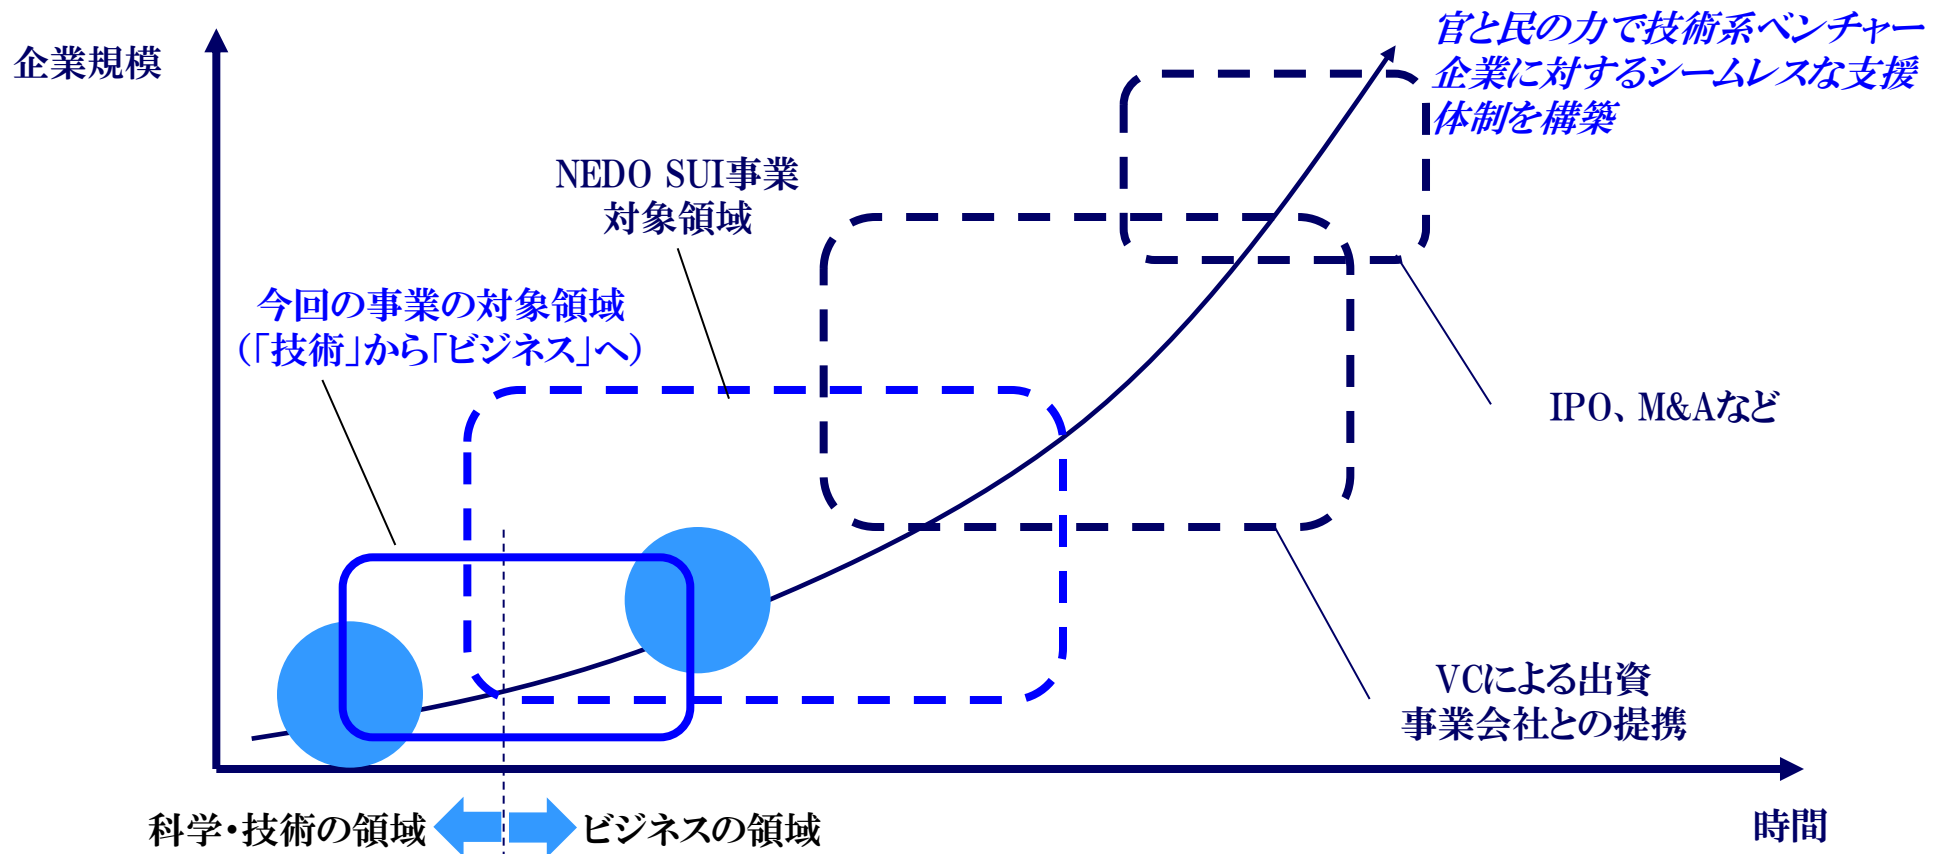 官と民の力で技術系ベンチャー
企業に対するシームレスな支援
体制を構築
企業規模
NEDO SUI事業
対象領域
今回の事業の対象領域
(「技術」から「ビジネス」へ)
IPO、M&Aなど
VCによる出資
事業会社との提携
科学・技術の領域
ビジネスの領域
時間